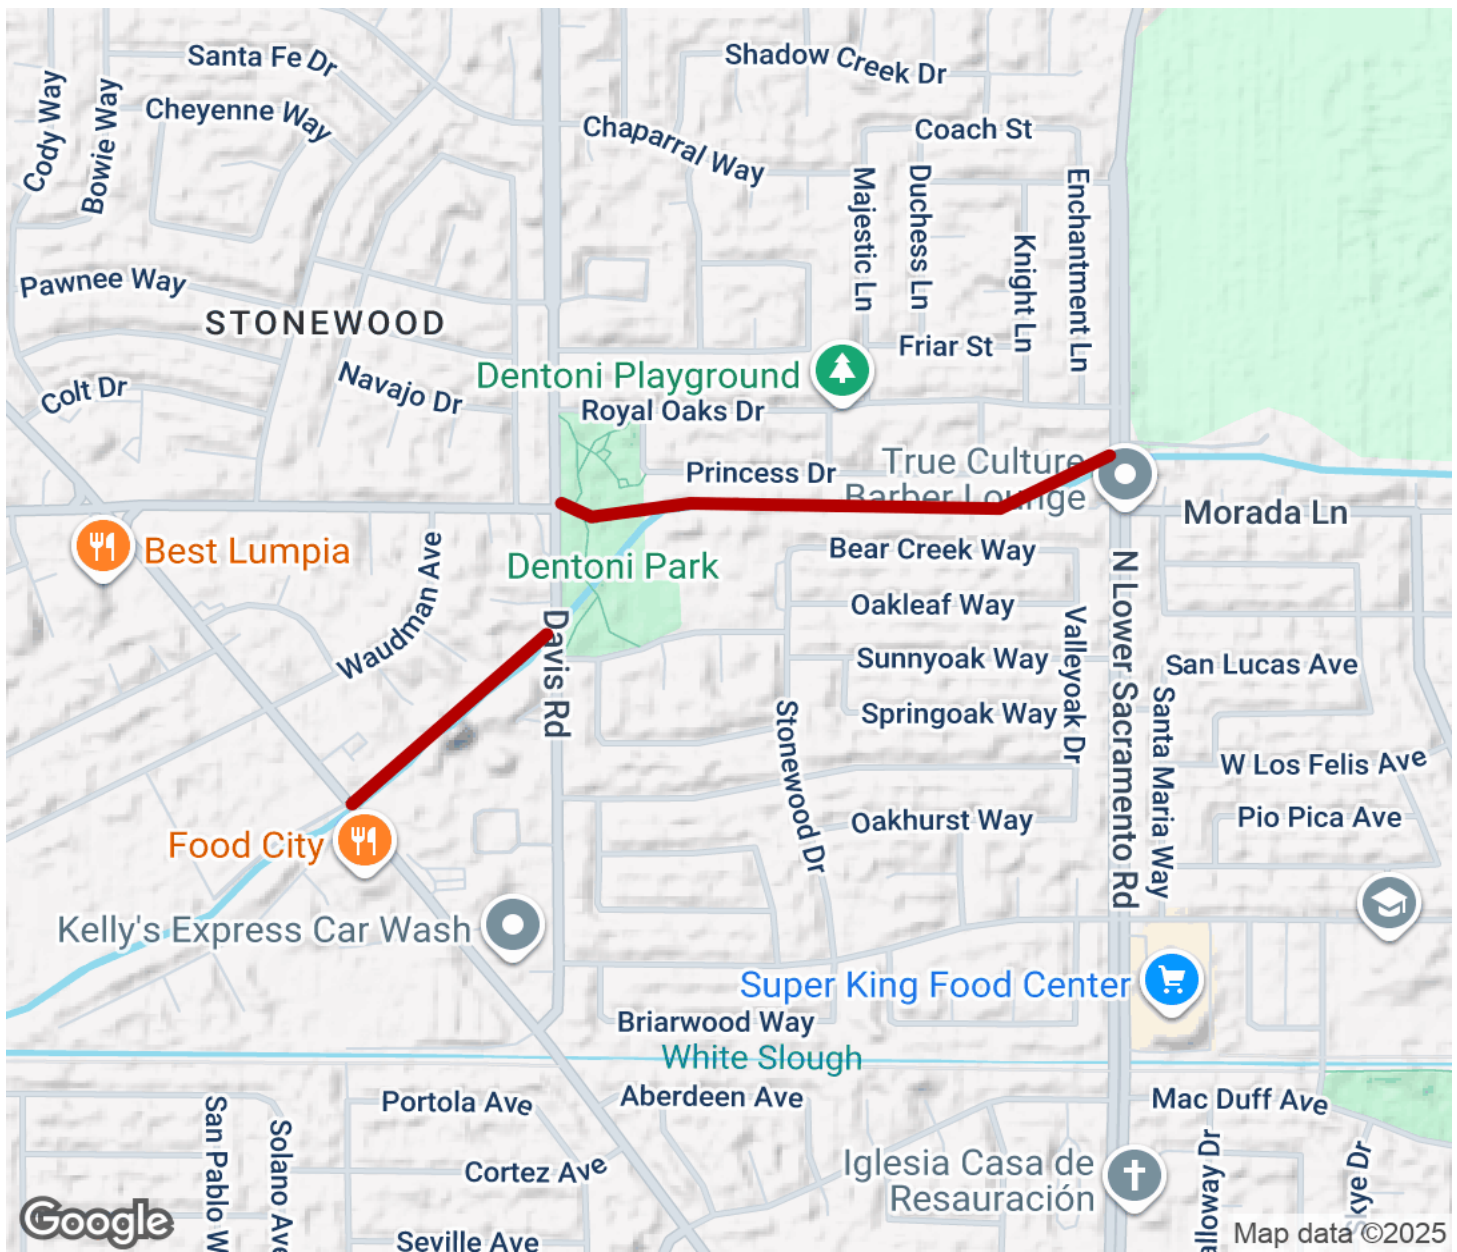 Santa Fe Dr
Shadow Creek Dr
Cody Way
Bowie Way
Cheyenne Way
Chaparral Way
Coach St
Majestic Ln
Duchess Ln
Enchantment Ln
Knight Ln
Pawnee Way
STONEWOOD
Friar St
Colt Dr
Navajo Dr
Dentoni Playground
Royal Oaks Dr
Princess Dr
True Culture
Barber Lounge
Morada Ln
Best Lumpia
Waudman Ave
Dentoni Park
Bear Creek Way
Oakleaf Way
Sunnyoak Way
Springoak Way
Valleyoak Dr
N Lower Sacramento Rd
San Lucas Ave
Santa Maria Way
Davis Rd
Stonewood Dr
W Los Felis Ave
Pio Pica Ave
Oakhurst Way
Food City
Kelly's Express Car Wash
Super King Food Center
Briarwood Way
White Slough
Aberdeen Ave
Mac Duff Ave
Portola Ave
San Pablo W
Solano Ave
Cortez Ave
Iglesia Casa de
Resauración
alloway Dr
Skye Dr
Seville Ave
Google
Map data ©2025